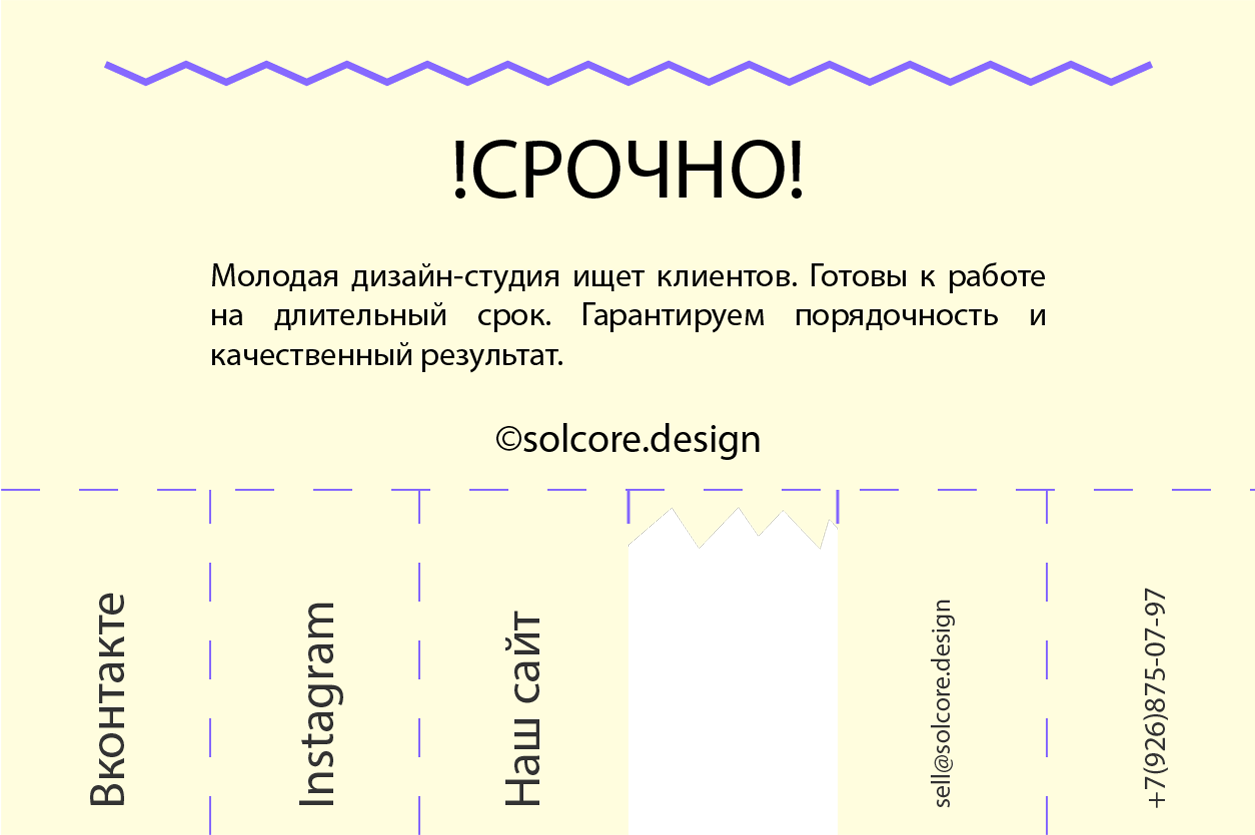 !СРОЧНО!
Молодая дизайн-студия ищет клиентов. Готовы к работе
на длительный срок. Гарантируем порядочность и
качественный результат.
©solcore.design
Вконтакте
Instagram
Наш сайт
sell@solcore.design
+7(926)875-07-97